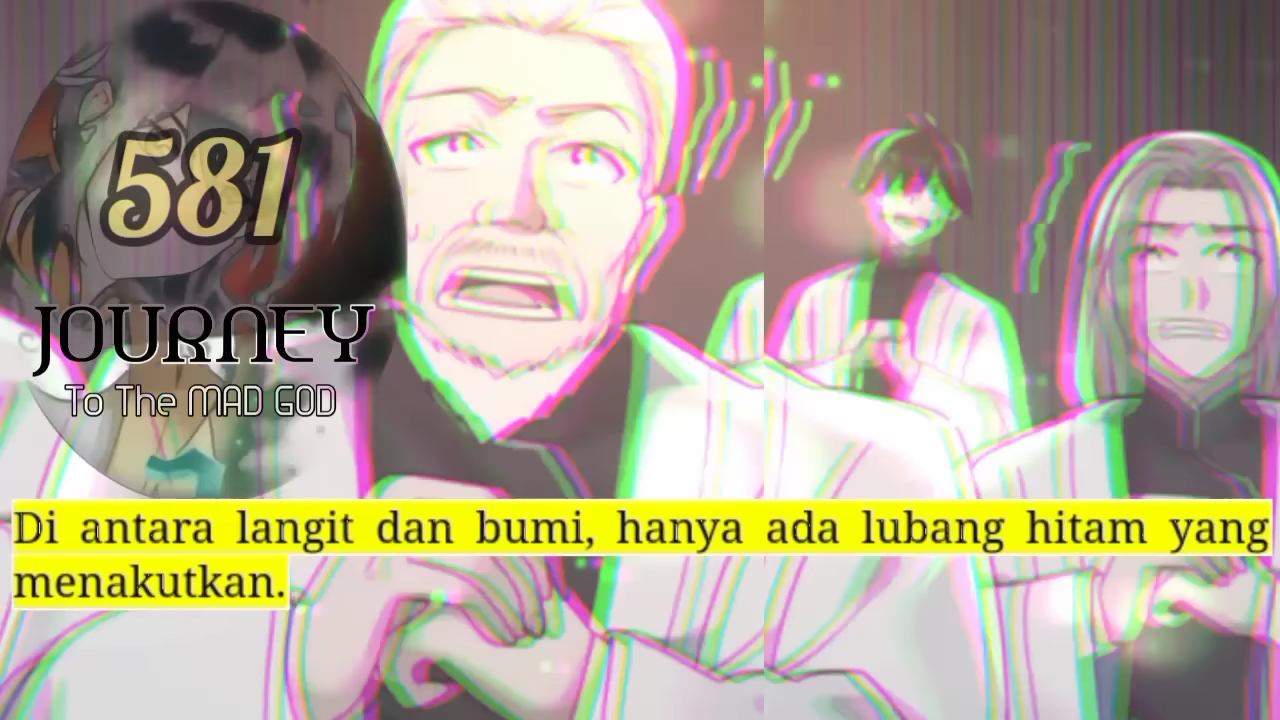 581
JOURNEY
To The MAD GOD
Di antara langit dan bumi, hanya ada lubang hitam yang
menakutkan.